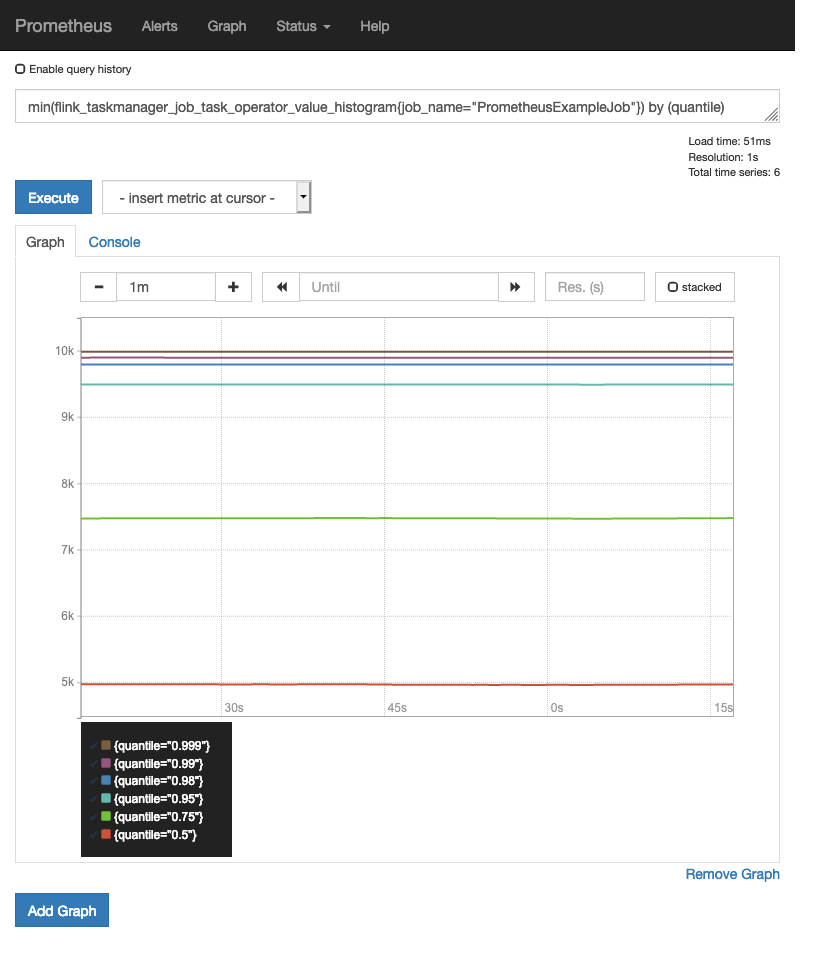 Prometheus Alerts Graph Status Help
Enable query history
min(flink_taskmanager_job_task_operator_value_histogram{job_name="PrometheusExampleJob"}) by (quantile)
Load time: 51ms
Resolution: 1s
Total time series: 6
Execute - insert metric at cursor -
Graph Console
1m Until Res. (s) stacked
10k
9k
8k
7k
6k
5k
30s 45s 0s 15s
{quantile="0.999"}
{quantile="0.99"}
{quantile="0.98"}
{quantile="0.95"}
{quantile="0.75"}
{quantile="0.5"}
Remove Graph
Add Graph